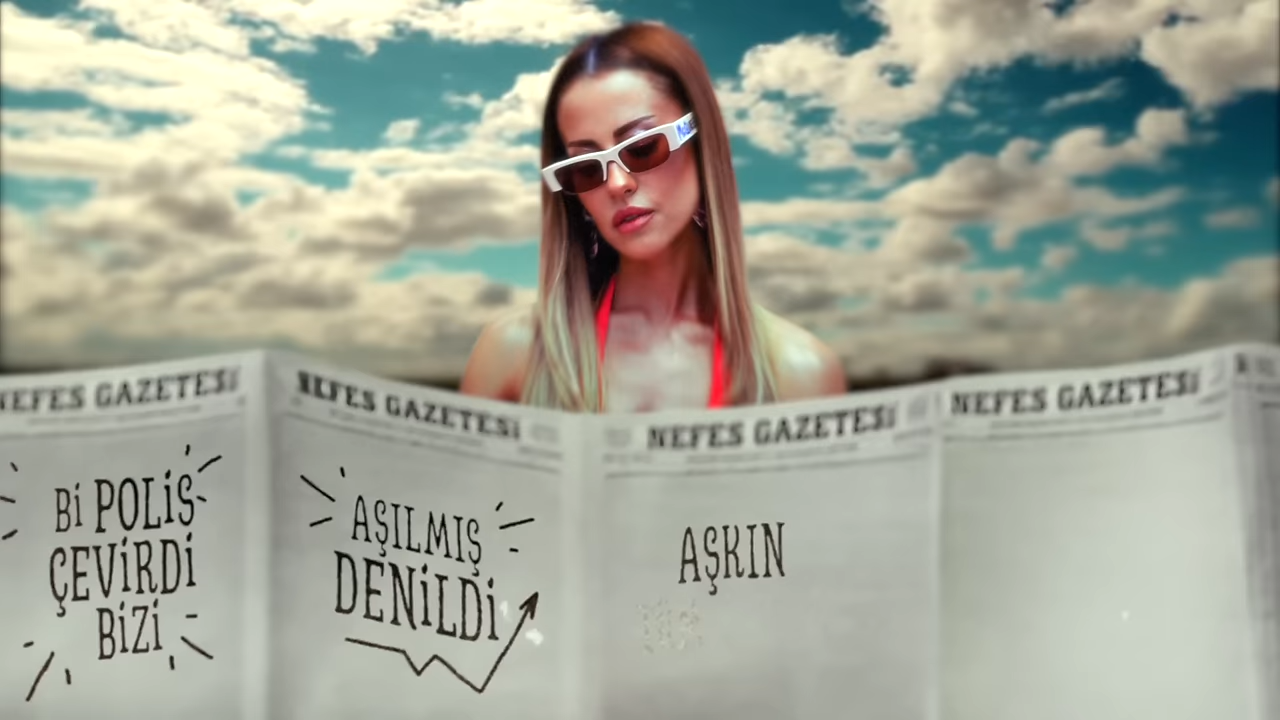 NEFES GAZETESi
NEFES GAZETESi
NEFES GAZETESi
NEFES GAZETESi
Bi POLiS
ÇEViRDi
BiZi
AŞILMIŞ
DENiLDi
AŞKIN